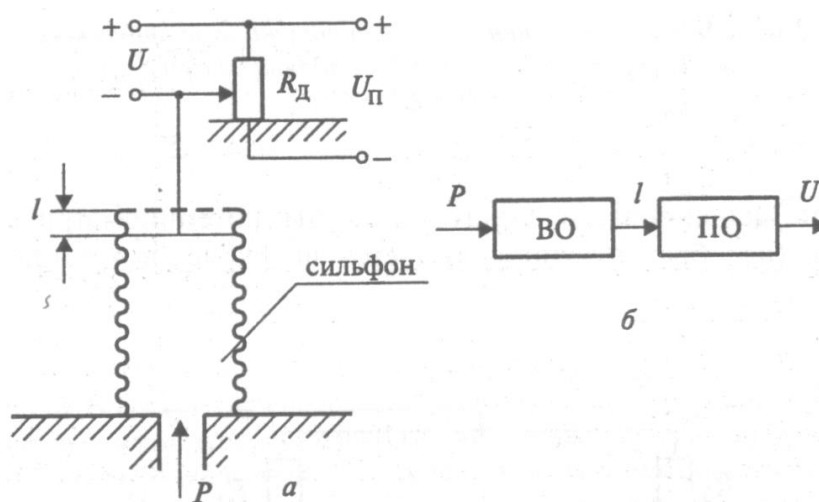 + +
U
R_Д U_П
−
−
l
P l U
ВО ПО
сильфон
б
P а